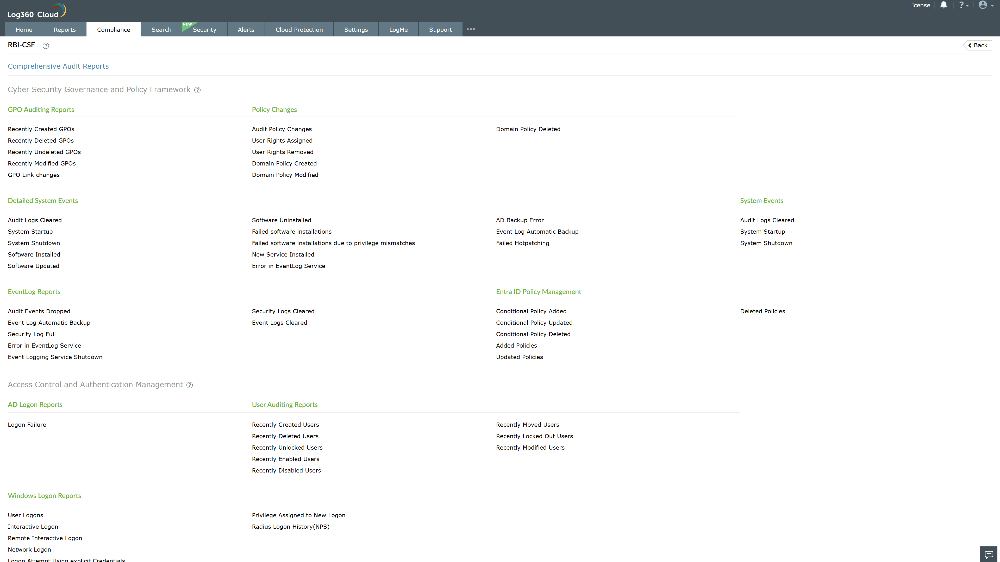 License
Log360 Cloud
Home Reports Compliance Search NEW Security Alerts Cloud Protection Settings LogMe Support
RBI-CSF
Back
Comprehensive Audit Reports
Cyber Security Governance and Policy Framework
GPO Auditing Reports Policy Changes
Recently Created GPOs Audit Policy Changes Domain Policy Deleted
Recently Deleted GPOs User Rights Assigned
Recently Undeleted GPOs User Rights Removed
Recently Modified GPOs Domain Policy Created
GPO Link changes Domain Policy Modified
Detailed System Events System Events
Audit Logs Cleared Software Uninstalled AD Backup Error Audit Logs Cleared
System Startup Failed software installations Event Log Automatic Backup System Startup
System Shutdown Failed software installations due to privilege mismatches Failed Hotpatching System Shutdown
Software Installed New Service Installed
Software Updated Error in EventLog Service
EventLog Reports Entra ID Policy Management
Audit Events Dropped Security Logs Cleared Conditional Policy Added Deleted Policies
Event Log Automatic Backup Event Logs Cleared Conditional Policy Updated
Security Log Full Conditional Policy Deleted
Error in EventLog Service Added Policies
Event Logging Service Shutdown Updated Policies
Access Control and Authentication Management
AD Logon Reports User Auditing Reports
Logon Failure Recently Created Users Recently Moved Users
Recently Deleted Users Recently Locked Out Users
Recently Unlocked Users Recently Modified Users
Recently Enabled Users
Recently Disabled Users
Windows Logon Reports
User Logons Privilege Assigned to New Logon
Interactive Logon Radius Logon History(NPS)
Remote Interactive Logon
Network Logon
Logon Attempt Using explicit Credentials